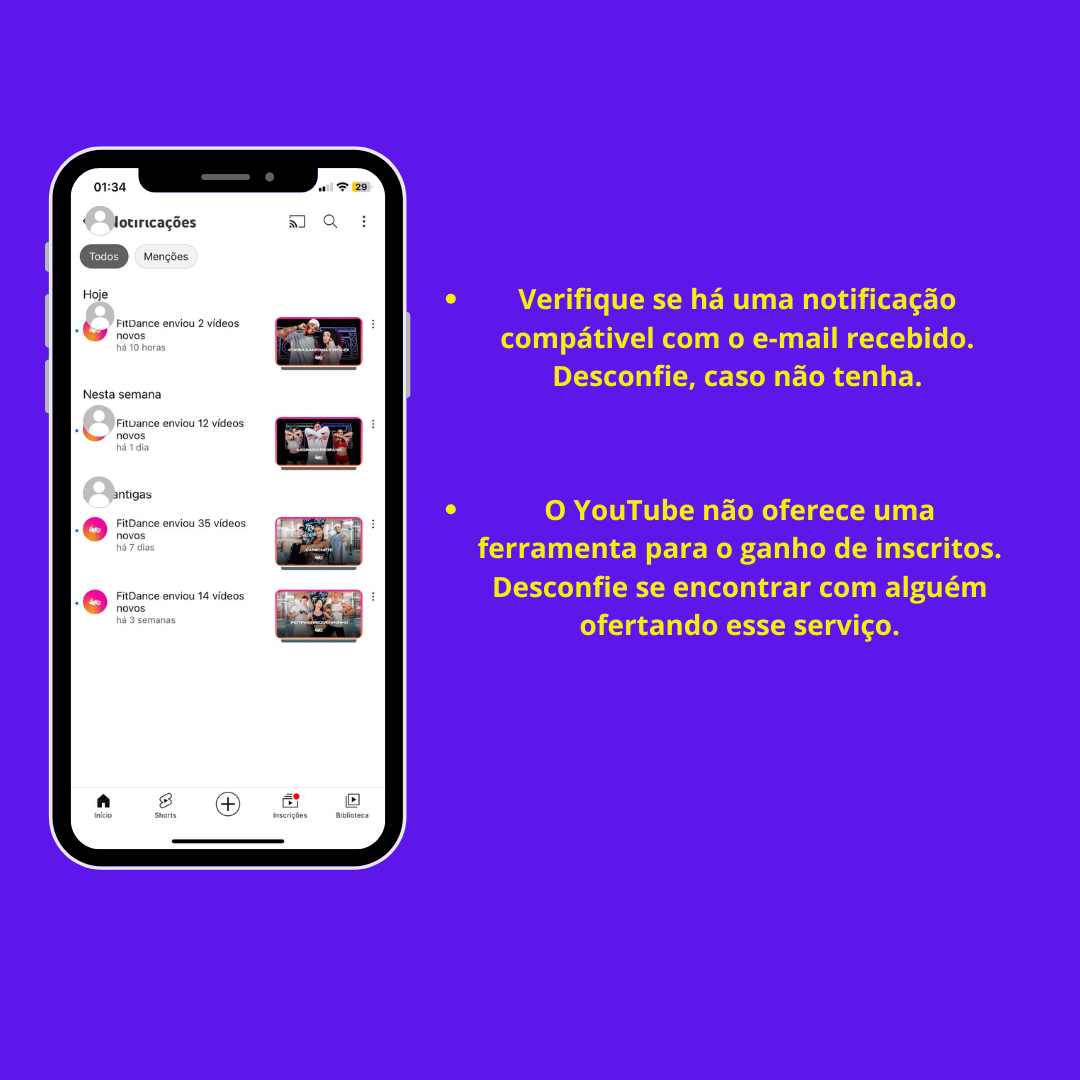 01:34
29
Notificações
Todos
Menções
Hoje
FitDance enviou 2 vídeos
novos
há 10 horas
Nesta semana
FitDance enviou 12 vídeos
novos
há 1 dia
antigas
FitDance enviou 35 vídeos
novos
há 7 dias
FitDance enviou 14 vídeos
novos
há 3 semanas
Início
Shorts
Inscrições
Biblioteca
Verifique se há uma notificação
compátivel com o e-mail recebido.
Desconfie, caso não tenha.
O YouTube não oferece uma
ferramenta para o ganho de inscritos.
Desconfie se encontrar com alguém
ofertando esse serviço.